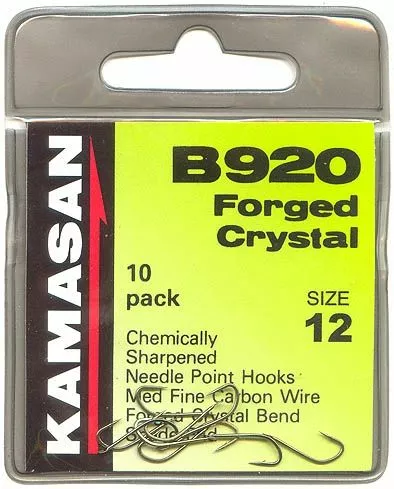 KAMASAN
B920
Forged
Crystal
10
pack
SIZE
12
Chemically
Sharpened
Needle Point Hooks
Med Fine Carbon Wire
Forged Crystal Bend